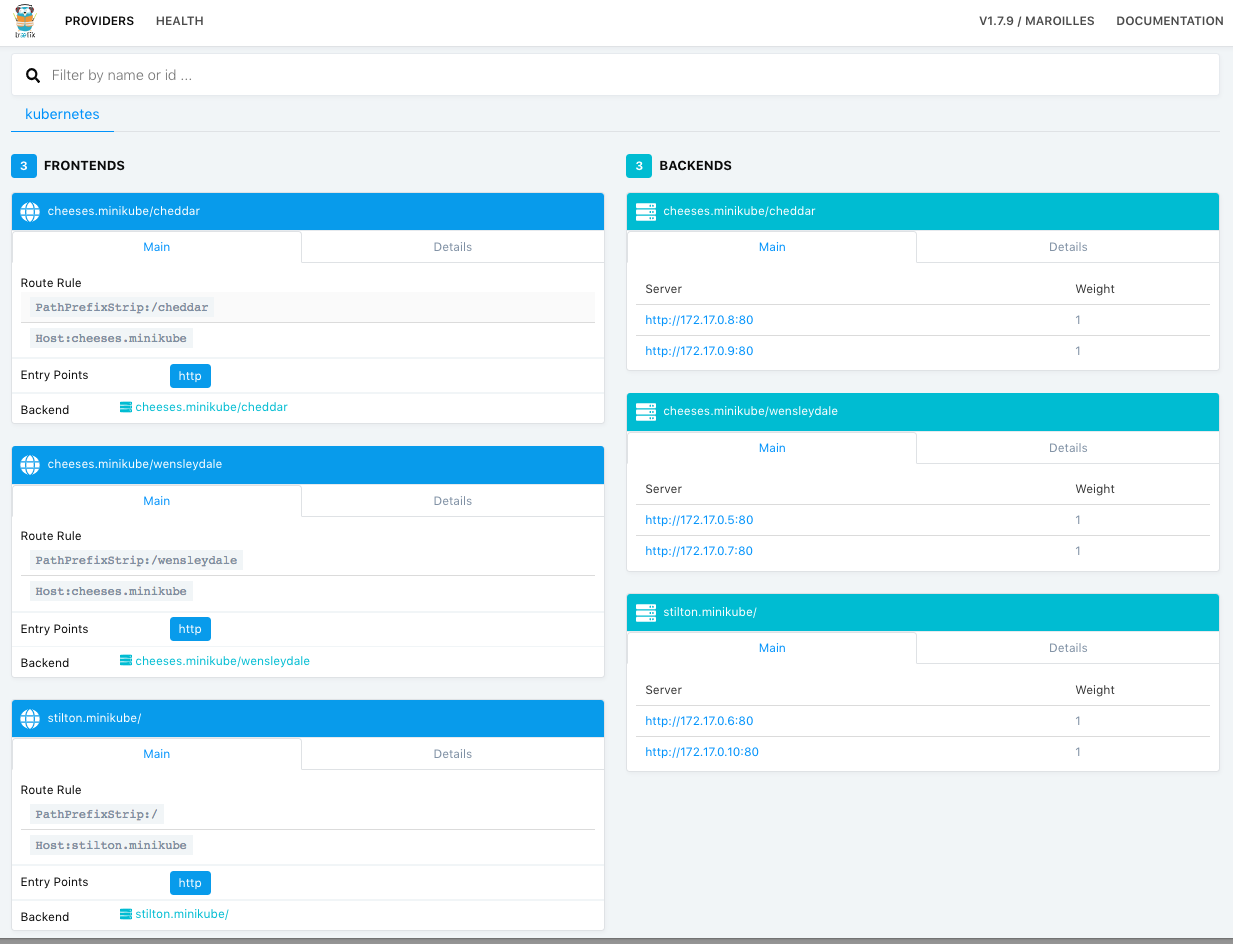 træfik
PROVIDERS HEALTH V1.7.9 / MAROILLES DOCUMENTATION
Filter by name or id ...
kubernetes
3 FRONTENDS
cheeses.minikube/cheddar
Main Details
Route Rule
PathPrefixStrip:/cheddar
Host:cheeses.minikube
Entry Points http
Backend cheeses.minikube/cheddar
cheeses.minikube/wensleydale
Main Details
Route Rule
PathPrefixStrip:/wensleydale
Host:cheeses.minikube
Entry Points http
Backend cheeses.minikube/wensleydale
stilton.minikube/
Main Details
Route Rule
PathPrefixStrip:/
Host:stilton.minikube
Entry Points http
Backend stilton.minikube/
3 BACKENDS
cheeses.minikube/cheddar
Main Details
Server Weight
http://172.17.0.8:80 1
http://172.17.0.9:80 1
cheeses.minikube/wensleydale
Main Details
Server Weight
http://172.17.0.5:80 1
http://172.17.0.7:80 1
stilton.minikube/
Main Details
Server Weight
http://172.17.0.6:80 1
http://172.17.0.10:80 1